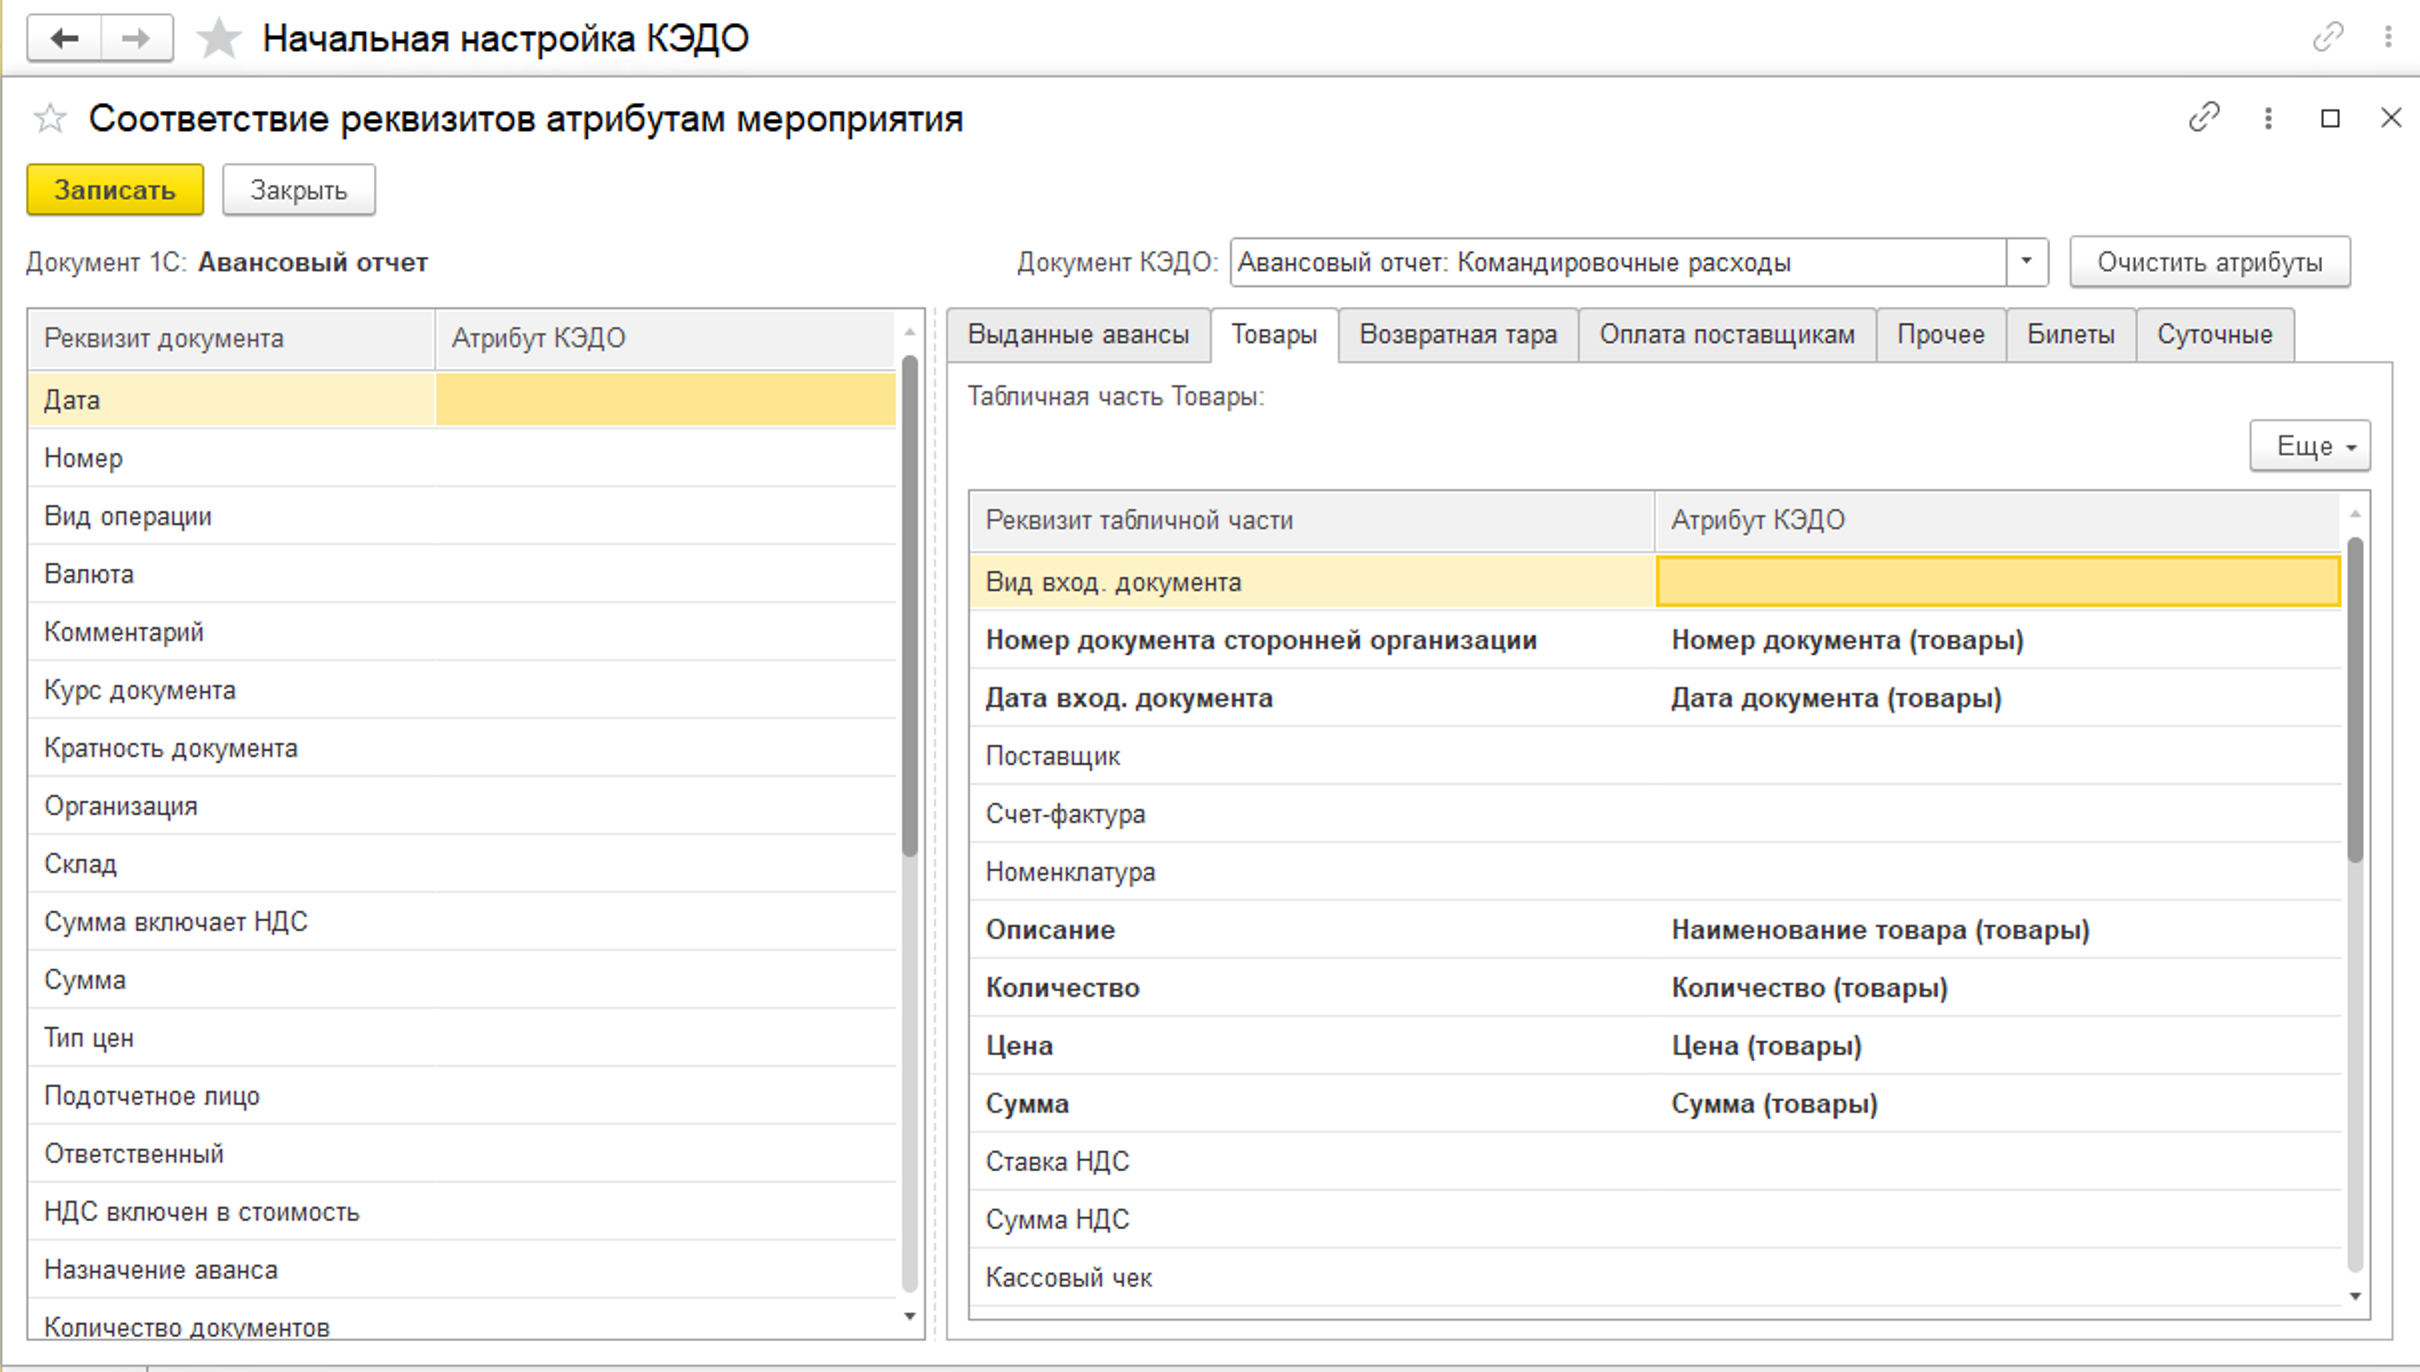 Начальная настройка КЭДО
Соответствие реквизитов атрибутам мероприятия
Записать
Закрыть
Документ 1С: Авансовый отчет
Документ КЭДО: Авансовый отчет: Командировочные расходы
Очистить атрибуты
Реквизит документа Атрибут КЭДО
Дата
Номер
Вид операции
Валюта
Комментарий
Курс документа
Кратность документа
Организация
Склад
Сумма включает НДС
Сумма
Тип цен
Подотчетное лицо
Ответственный
НДС включен в стоимость
Назначение аванса
Количество документов
Выданные авансы Товары Возвратная тара Оплата поставщикам Прочее Билеты Суточные
Табличная часть Товары:
Еще
Реквизит табличной части Атрибут КЭДО
Вид вход. документа
Номер документа сторонней организации Номер документа (товары)
Дата вход. документа Дата документа (товары)
Поставщик
Счет-фактура
Номенклатура
Описание Наименование товара (товары)
Количество Количество (товары)
Цена Цена (товары)
Сумма Сумма (товары)
Ставка НДС
Сумма НДС
Кассовый чек